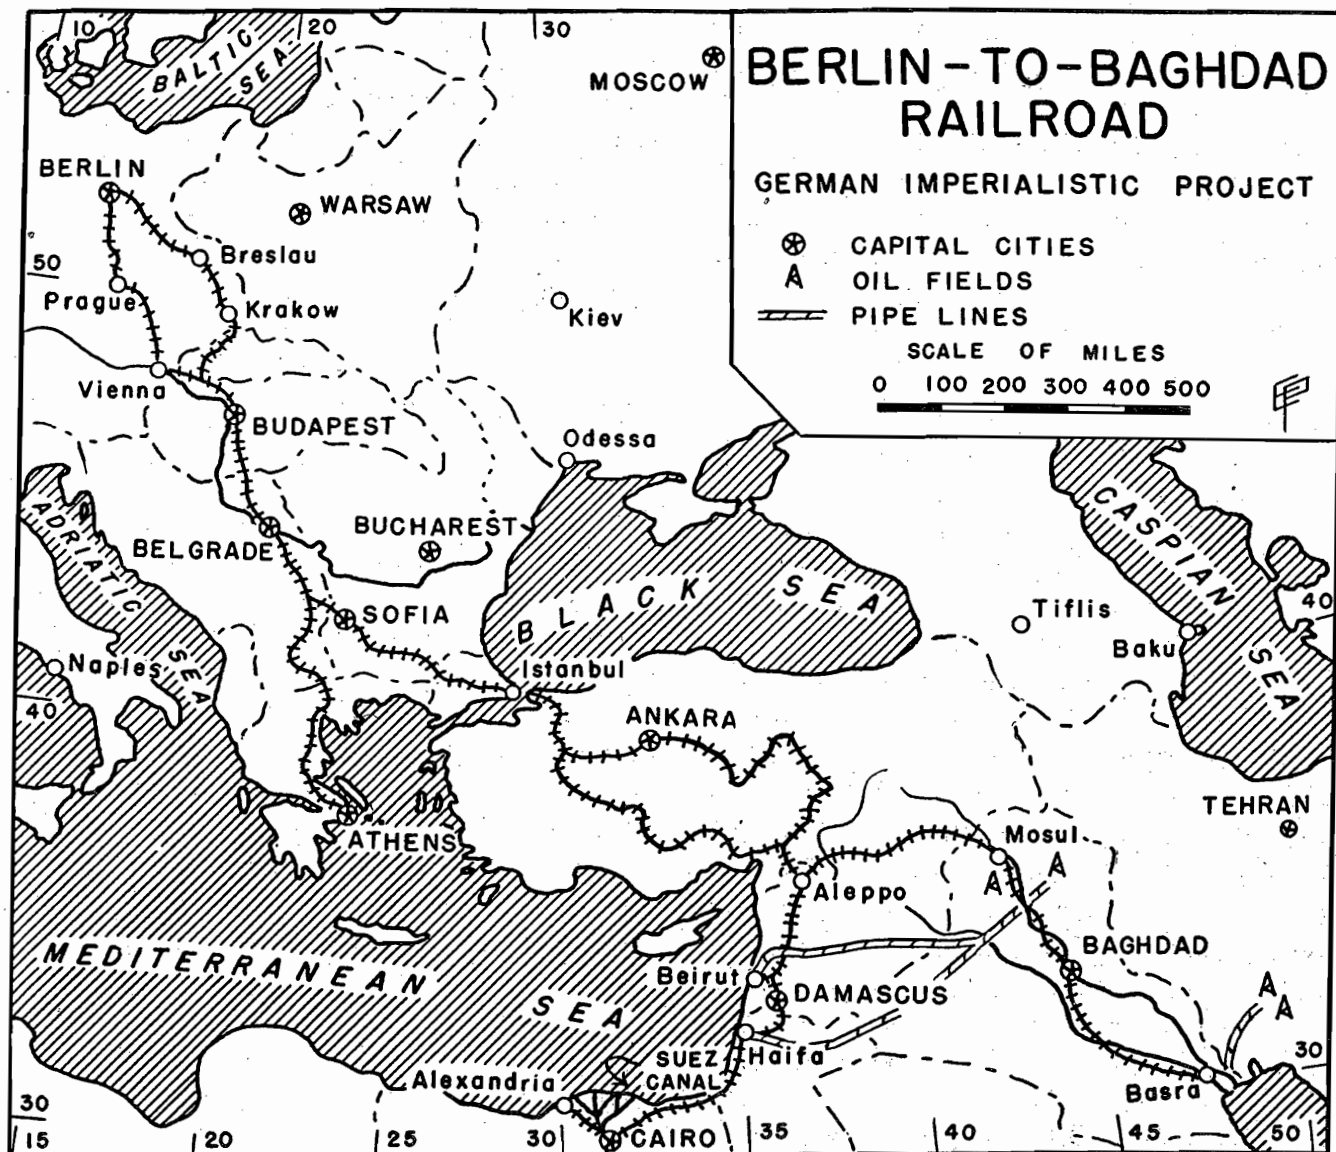 10
20
30
BALTIC
SEA
MOSCOW
BERLIN-TO-BAGHDAD
RAILROAD
GERMAN IMPERIALISTIC PROJECT
CAPITAL CITIES
OIL FIELDS
PIPE LINES
SCALE OF MILES
0 100 200 300 400 500
BERLIN
WARSAW
Breslau
50
Prague
Krakow
Kiev
Vienna
BUDAPEST
Odessa
ADRIATIC
SEA
BUCHAREST
BELGRADE
CASPIAN
SEA
BLACK SEA
SOFIA
Tiflis
40
Baku
Naples
Istanbul
40
ANKARA
TEHRAN
ATHENS
Mosul
Aleppo
MEDITERRANEAN
SEA
BAGHDAD
Beirut
DAMASCUS
Haifa
SUEZ
CANAL
Alexandria
30
Basra
30
CAIRO
15
20
25
30
35
40
45
50